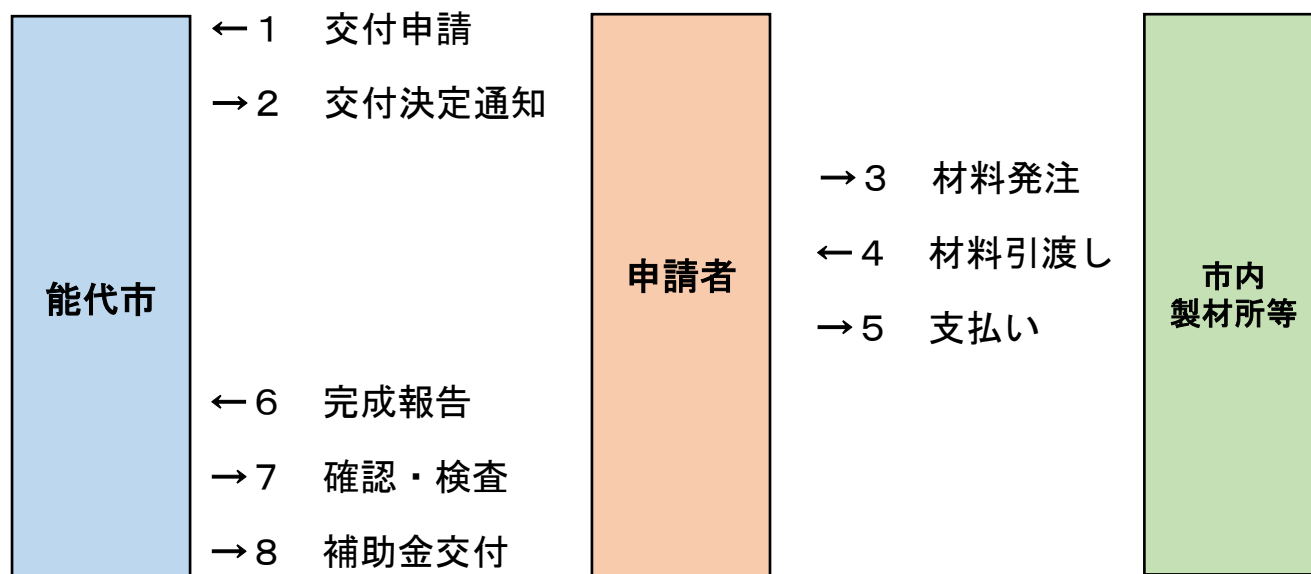 ←１　交付申請
→２　交付決定通知
→３　材料発注
←４　材料引渡し
→５　支払い
能代市
申請者
市内
製材所等
←６　完成報告
→７　確認・検査
→８　補助金交付